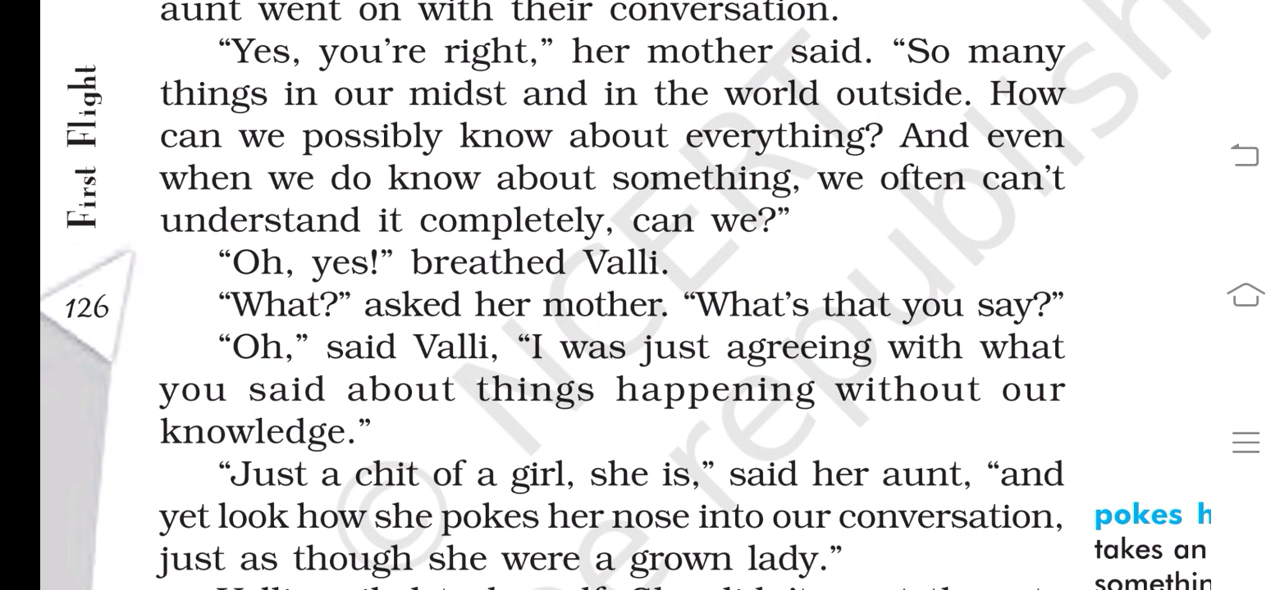 aunt went on with their conversation.
“Yes, you’re right,” her mother said. “So many
things in our midst and in the world outside. How
can we possibly know about everything? And even
when we do know about something, we often can’t
understand it completely, can we?”
“Oh, yes!” breathed Valli.
“What?” asked her mother. “What’s that you say?”
“Oh,” said Valli, “I was just agreeing with what
you said about things happening without our
knowledge.”
“Just a chit of a girl, she is,” said her aunt, “and
yet look how she pokes her nose into our conversation,
just as though she were a grown lady.”
First Flight
126
pokes h
takes an
somethin
© NCERT
republish